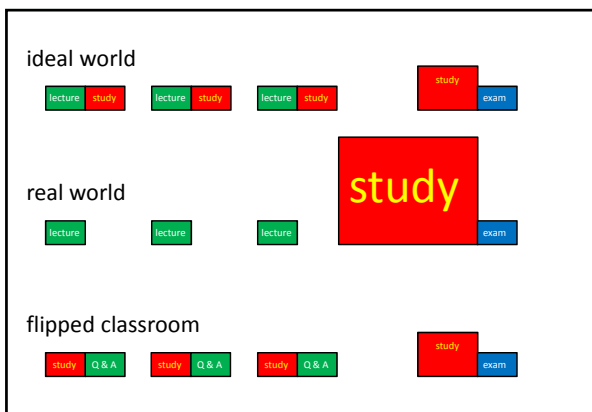 ideal world
study
lecture study lecture study lecture study exam
study
real world
lecture lecture lecture exam
flipped classroom
study
study Q & A study Q & A study Q & A exam